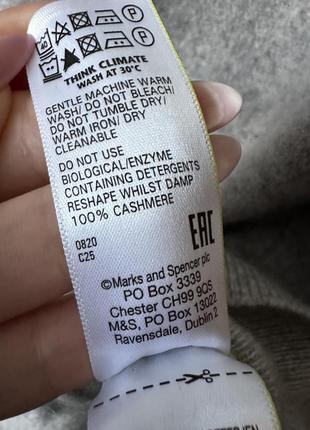 40
P
THINK CLIMATE
WASH AT 30°C
GENTLE MACHINE WARM
WASH/ DO NOT BLEACH/
DO NOT TUMBLE DRY/
WARM IRON/ DRY
CLEANABLE
DO NOT USE
BIOLOGICAL/ENZYME
CONTAINING DETERGENTS
RESHAPE WHILST DAMP
100% CASHMERE
0820
C25
EAC
©Marks and Spencer plc
PO Box 3339
Chester CH99 9QS
M&S, PO Box 13022
Ravensdale, Dublin 2